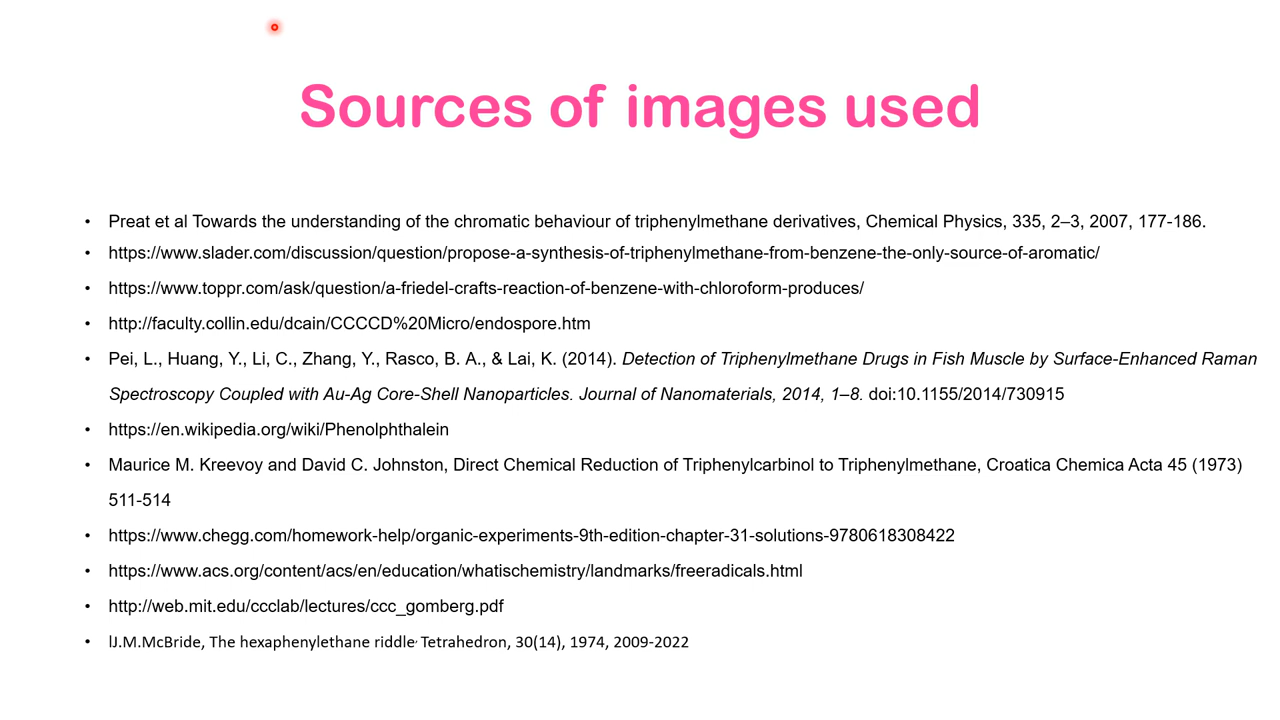 Sources of images used
• Preat et al Towards the understanding of the chromatic behaviour of triphenylmethane derivatives, Chemical Physics, 335, 2–3, 2007, 177-186.
• https://www.slader.com/discussion/question/propose-a-synthesis-of-triphenylmethane-from-benzene-the-only-source-of-aromatic/
• https://www.toppr.com/ask/question/a-friedel-crafts-reaction-of-benzene-with-chloroform-produces/
• http://faculty.collin.edu/dcain/CCCCD%20Micro/endospore.htm
• Pei, L., Huang, Y., Li, C., Zhang, Y., Rasco, B. A., & Lai, K. (2014). Detection of Triphenylmethane Drugs in Fish Muscle by Surface-Enhanced Raman
Spectroscopy Coupled with Au-Ag Core-Shell Nanoparticles. Journal of Nanomaterials, 2014, 1–8. doi:10.1155/2014/730915
• https://en.wikipedia.org/wiki/Phenolphthalein
• Maurice M. Kreevoy and David C. Johnston, Direct Chemical Reduction of Triphenylcarbinol to Triphenylmethane, Croatica Chemica Acta 45 (1973)
511-514
• https://www.chegg.com/homework-help/organic-experiments-9th-edition-chapter-31-solutions-9780618308422
• https://www.acs.org/content/acs/en/education/whatischemistry/landmarks/freeradicals.html
• http://web.mit.edu/ccclab/lectures/ccc_gomberg.pdf
• lJ.M.McBride, The hexaphenylethane riddle, Tetrahedron, 30(14), 1974, 2009-2022